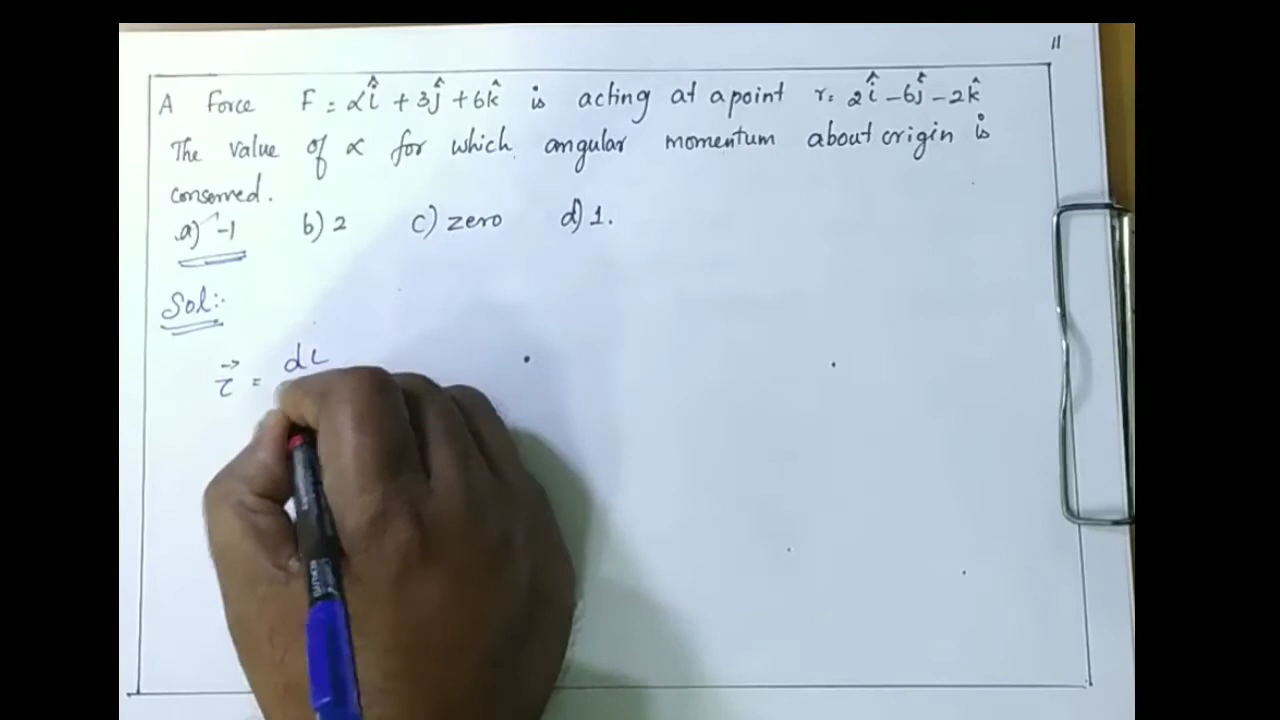 11
A Force F = αî + 3ĵ + 6k̂ is acting at a point r = 2î - 6ĵ - 2k̂
The value of α for which angular momentum about origin is
conserved.
a) -1 b) 2 c) zero d) 1.
Sol:-
τ⃗ = dL